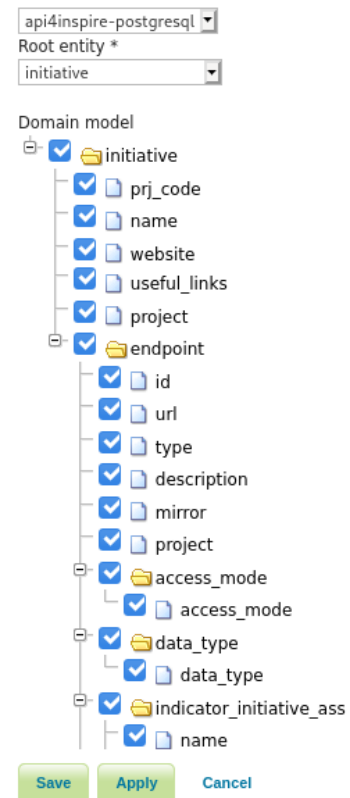 api4inspire-postgresql
Root entity *
initiative
Domain model
initiative
prj_code
name
website
useful_links
project
endpoint
id
url
type
description
mirror
project
access_mode
access_mode
data_type
data_type
indicator_initiative_ass
name
Save Apply Cancel